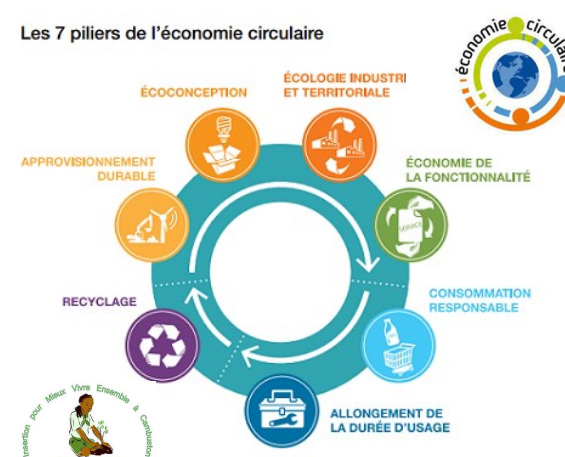 Les 7 piliers de l'économie circulaire
économie circulaire
ÉCOCONCEPTION
ÉCOLOGIE INDUSTRI
ET TERRITORIALE
APPROVISIONNEMENT
DURABLE
ÉCONOMIE DE
LA FONCTIONNALITÉ
SERVICE
RECYCLAGE
CONSOMMATION
RESPONSABLE
ALLONGEMENT DE
LA DURÉE D'USAGE
Insertion pour Mieux Vivre Ensemble à Cambuston